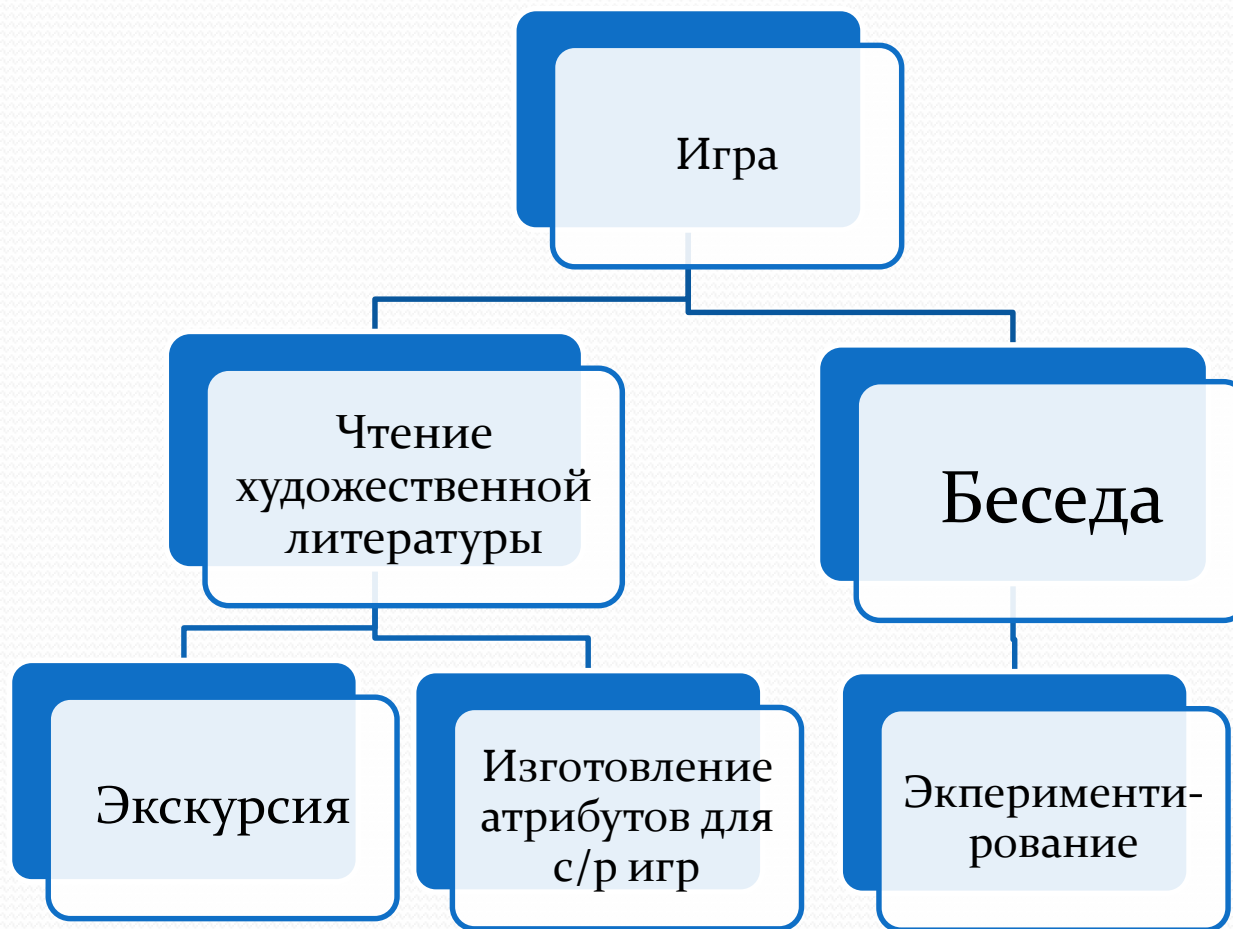 Игра
Чтение
художественной
литературы
Беседа
Экскурсия
Изготовление
атрибутов для
с/р игр
Экперименти-
рование